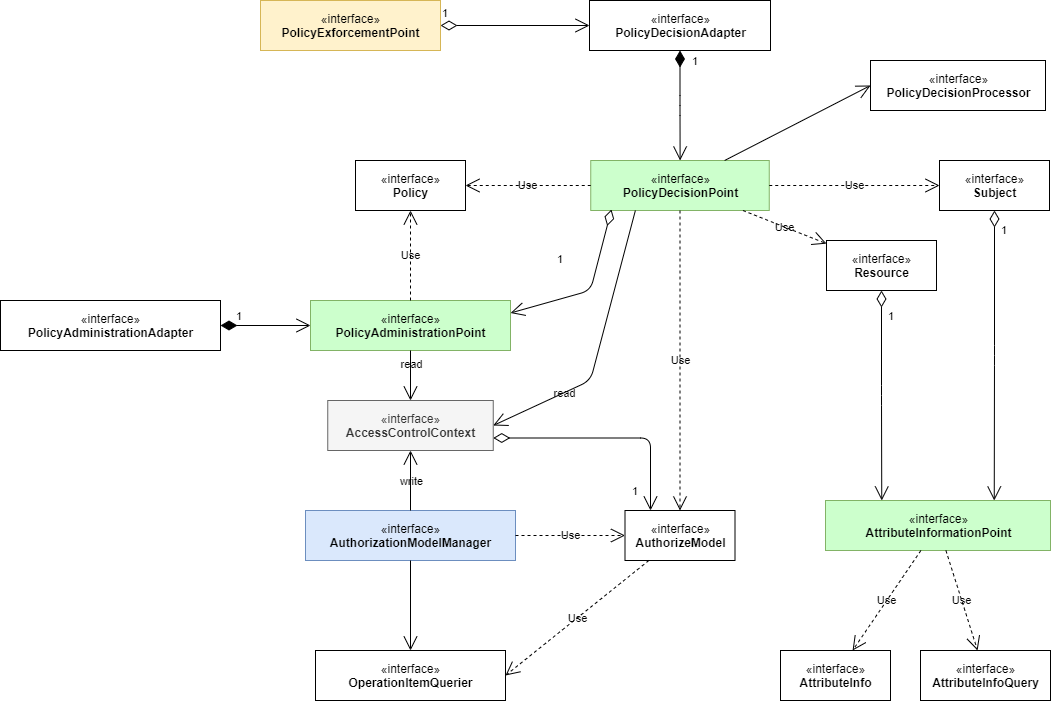 «interface»
PolicyExforcementPoint
1
«interface»
PolicyDecisionAdapter
1
«interface»
PolicyDecisionProcessor
«interface»
Policy
Use
«interface»
PolicyDecisionPoint
Use
«interface»
Subject
1
Use
Use
1
«interface»
Resource
1
«interface»
PolicyAdministrationAdapter
1
«interface»
PolicyAdministrationPoint
read
Use
read
«interface»
AccessControlContext
1
write
«interface»
AuthorizationModelManager
Use
«interface»
AuthorizeModel
«interface»
AttributeInformationPoint
Use
Use
Use
«interface»
OperationItemQuerier
«interface»
AttributeInfo
«interface»
AttributeInfoQuery